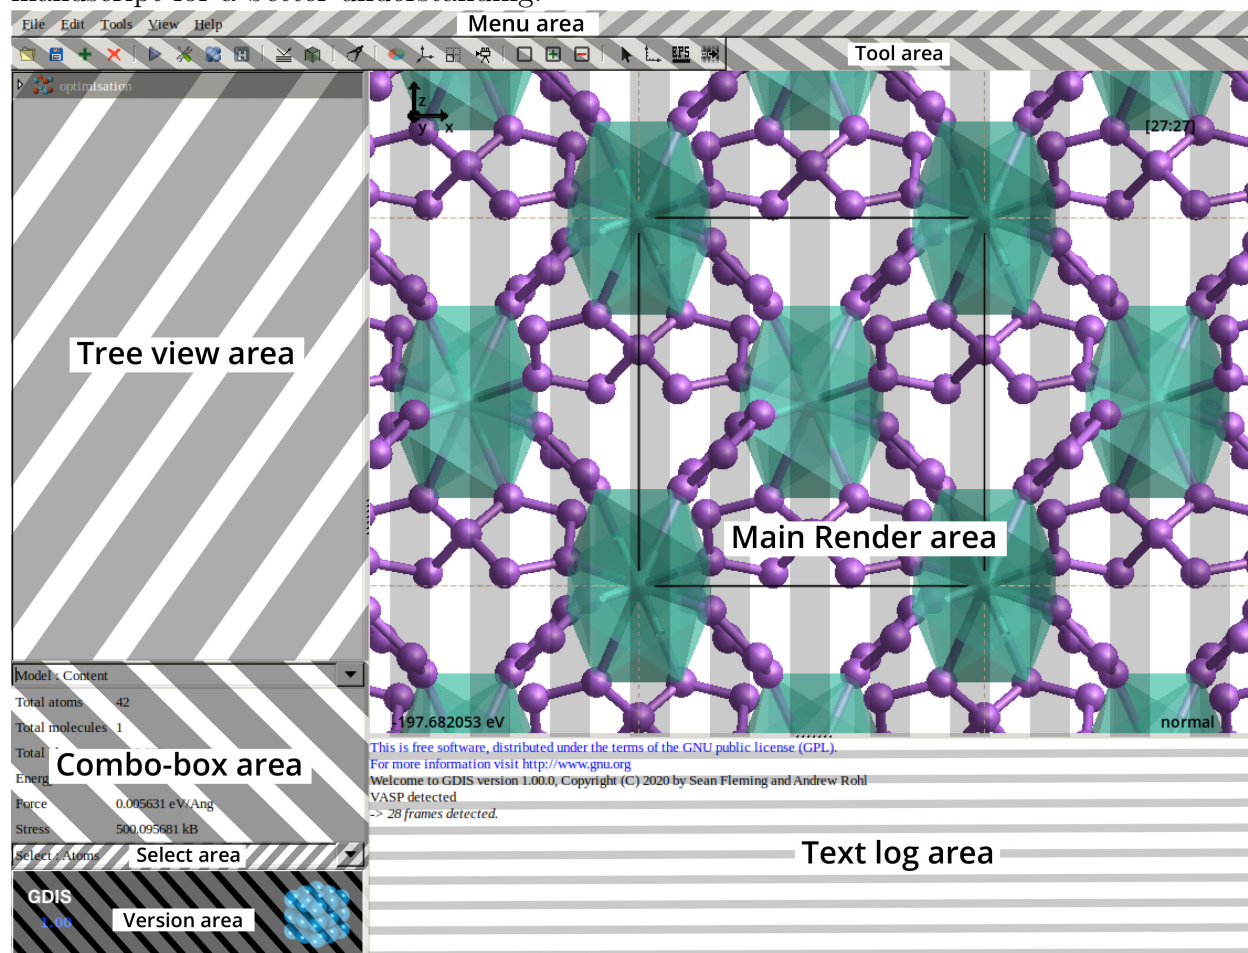 File Edit Tools View Help
Menu area
EPS
Tool area
optimisation
z
y x
[27:27]
Tree view area
Main Render area
Model : Content
Total atoms 42
Total molecules 1
Total
Combo-box area
Force 0.005631 eV/Ang
Stress 500.095681 kB
Select : Atoms
Select area
GDIS
1.00
Version area
-197.682053 eV
normal
This is free software, distributed under the terms of the GNU public license (GPL).
For more information visit http://www.gnu.org
Welcome to GDIS version 1.00.0, Copyright (C) 2020 by Sean Fleming and Andrew Rohl
VASP detected
-> 28 frames detected.
Text log area